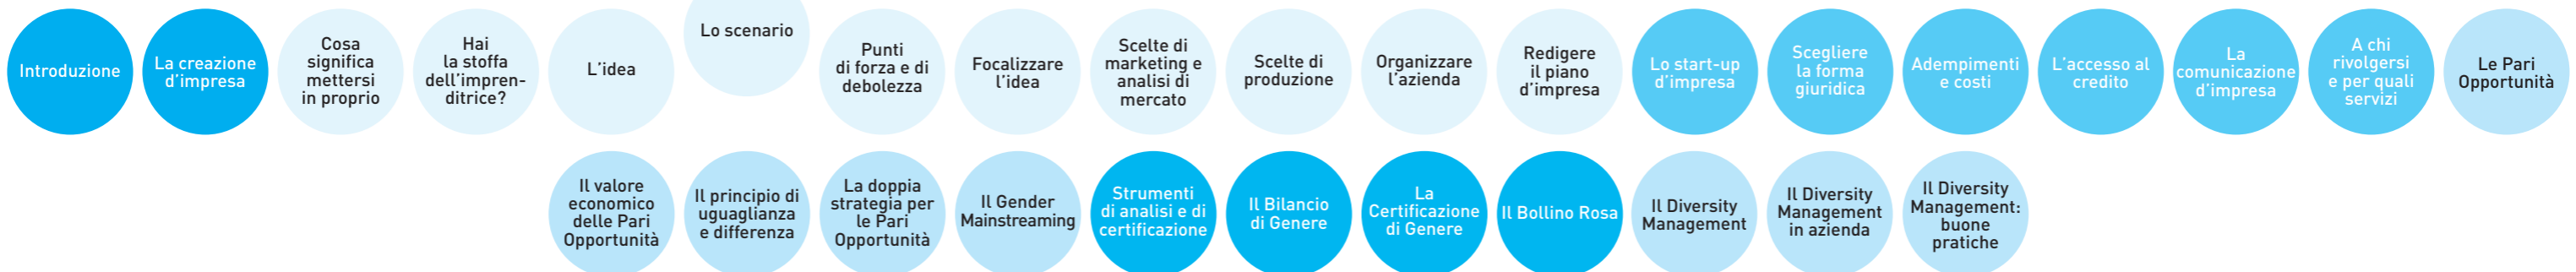 Introduzione
La creazione
d'impresa
Cosa
significa
mettersi
in proprio
Hai
la stoffa
dell'impren-
ditrice?
L'idea
Lo scenario
Punti
di forza e di
debolezza
Focalizzare
l'idea
Scelte di
marketing e
analisi di
mercato
Scelte di
produzione
Organizzare
l'azienda
Redigere
il piano
d'impresa
Lo start-up
d'impresa
Scegliere
la forma
giuridica
Adempimenti
e costi
L'accesso al
credito
La
comunicazione
d'impresa
A chi
rivolgersi
e per quali
servizi
Le Pari
Opportunità
Il valore
economico
delle Pari
Opportunità
Il principio di
uguaglianza
e differenza
La doppia
strategia per
le Pari
Opportunità
Il Gender
Mainstreaming
Strumenti
di analisi e di
certificazione
Il Bilancio
di Genere
La
Certificazione
di Genere
Il Bollino Rosa
Il Diversity
Management
Il Diversity
Management
in azienda
Il Diversity
Management:
buone
pratiche